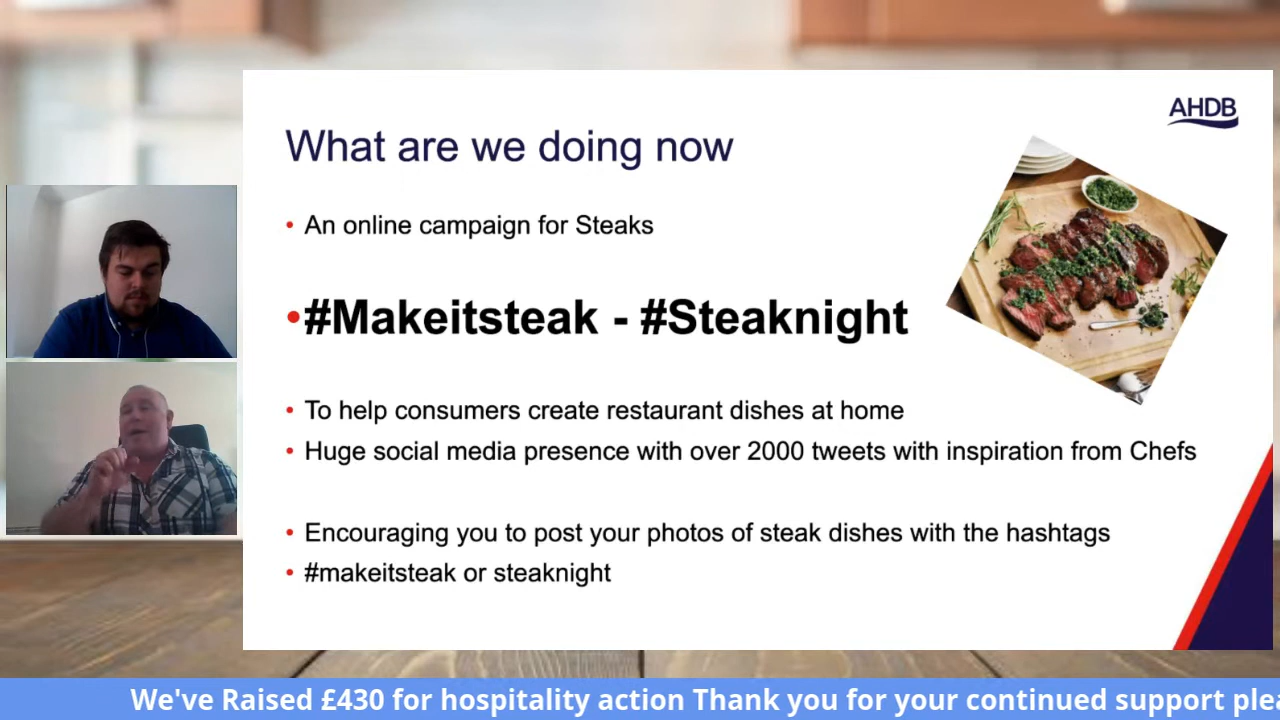 AHDB
What are we doing now
• An online campaign for Steaks
• #Makeitsteak - #Steaknight
• To help consumers create restaurant dishes at home
• Huge social media presence with over 2000 tweets with inspiration from Chefs
• Encouraging you to post your photos of steak dishes with the hashtags
• #makeitsteak or steaknight
We've Raised £430 for hospitality action Thank you for your continued support plea